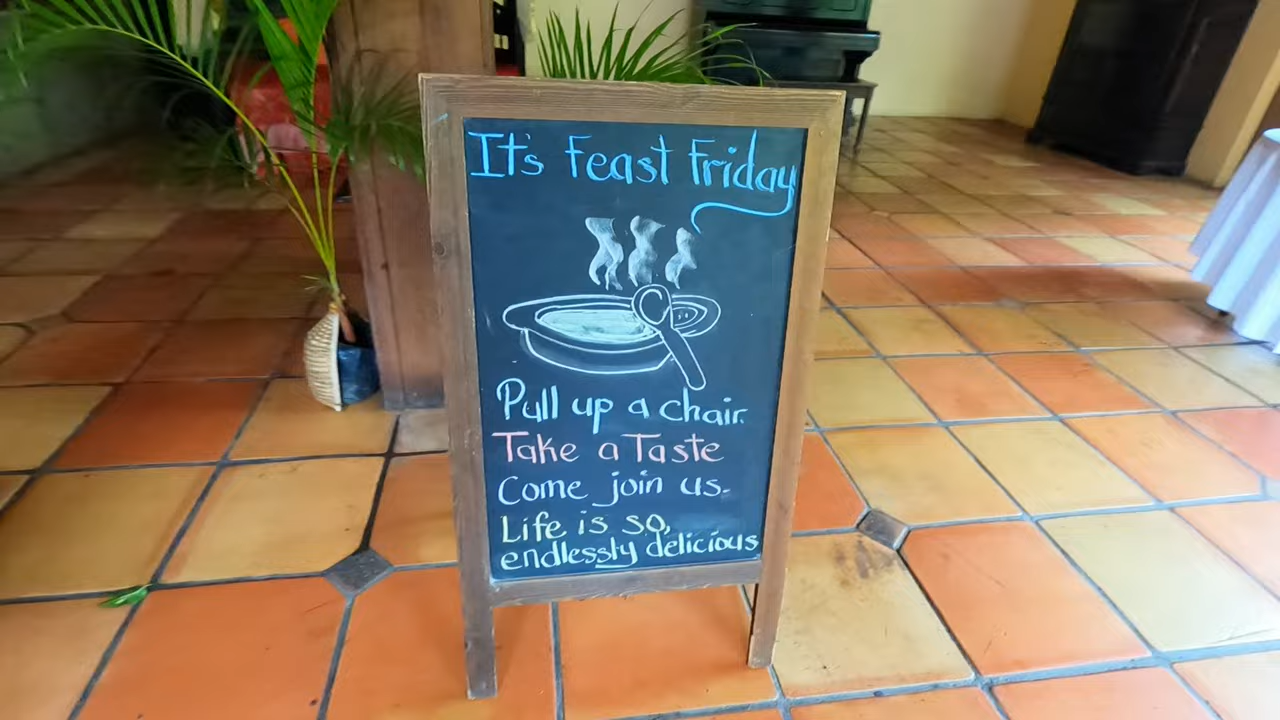 It's Feast Friday
Pull up a chair.
Take a Taste
Come join us.
Life is so,
endlessly delicious